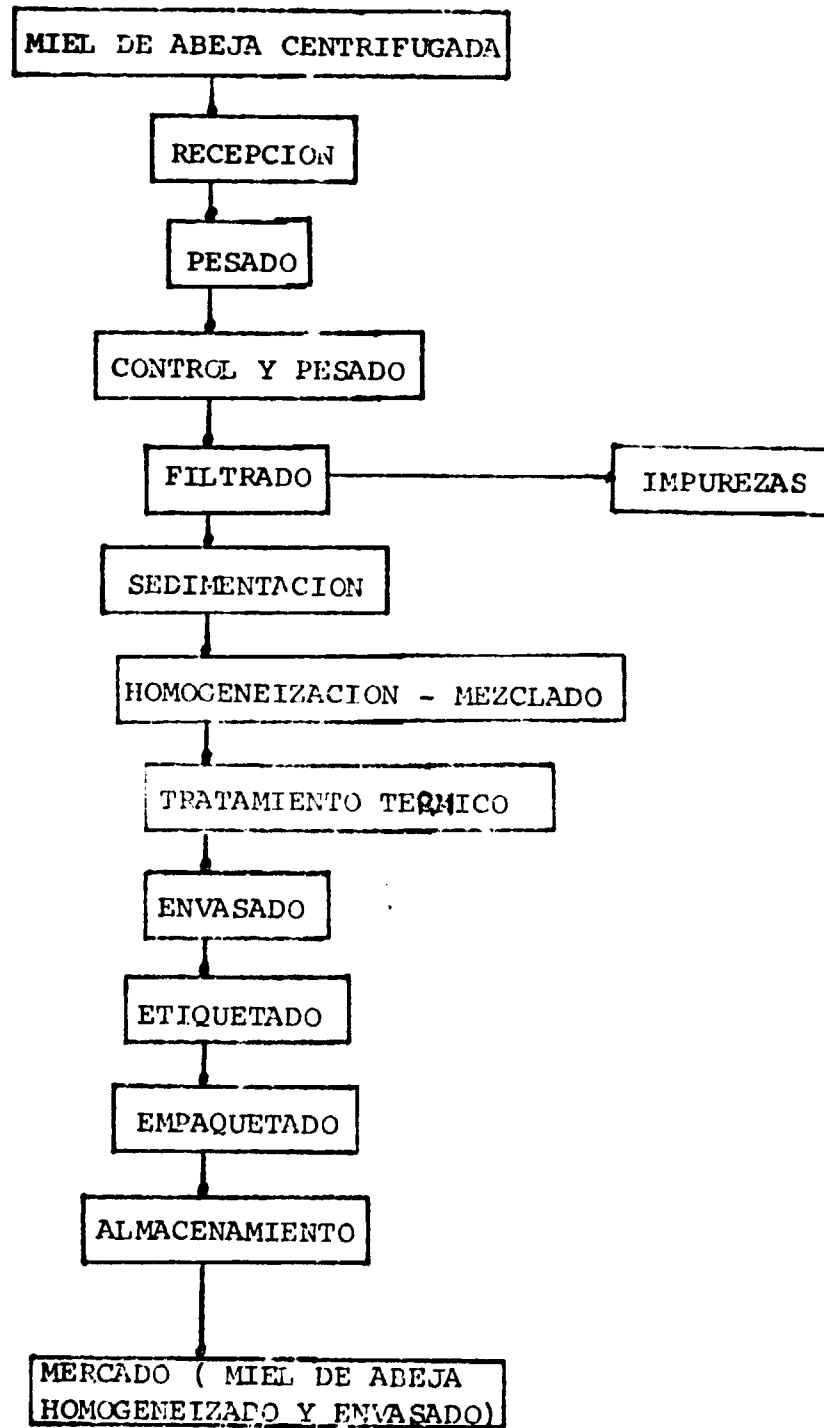 MIEL DE ABEJA CENTRIFUGADA
RECEPCION
PESADO
CONTROL Y PESADO
FILTRADO
IMPUREZAS
SEDIMENTACION
HOMOGENEIZACION - MEZCLADO
TRATAMIENTO TERMICO
ENVASADO
ETIQUETADO
EMPAQUETADO
ALMACENAMIENTO
MERCADO ( MIEL DE ABEJA
HOMOGENEIZADO Y ENVASADO)